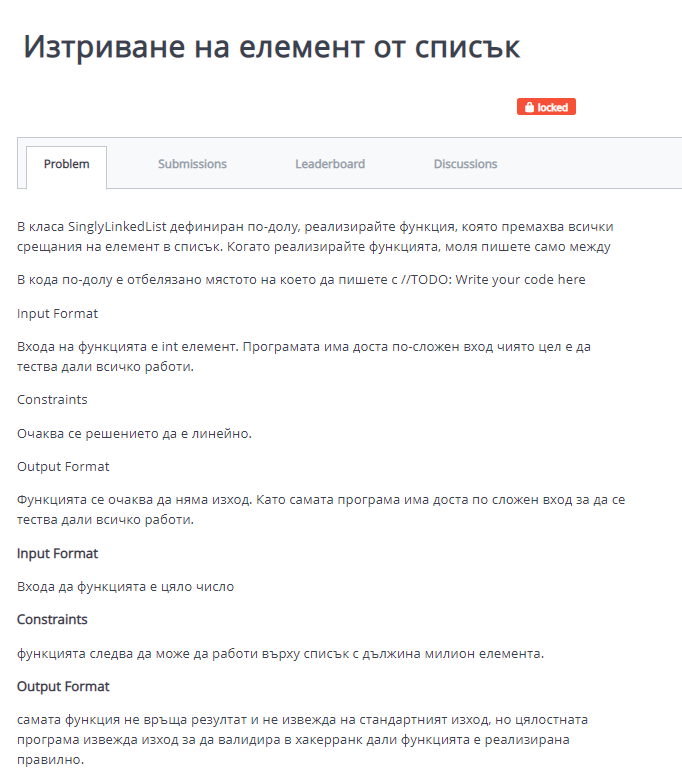 Изтриване на елемент от списък
locked
Problem
Submissions
Leaderboard
Discussions
В класа SinglyLinkedList дефиниран по-долу, реализирайте функция, която премахва всички
срещания на елемент в списък. Когато реализирайте функцията, моля пишете само между
В кода по-долу е отбелязано мястото на което да пишете с //TODO: Write your code here
Input Format
Входа на функцията е int елемент. Програмата има доста по-сложен вход чиято цел е да
тества дали всичко работи.
Constraints
Очаква се решението да е линейно.
Output Format
Функцията се очаква да няма изход. Като самата програма има доста по сложен вход за да се
тества дали всичко работи.
Input Format
Входа да функцията е цяло число
Constraints
функцията следва да може да работи върху списък с дължина милион елемента.
Output Format
самата функция не връща резултат и не извежда на стандартният изход, но цялостната
програма извежда изход за да валидира в хакерранк дали функцията е реализирана
правилно.